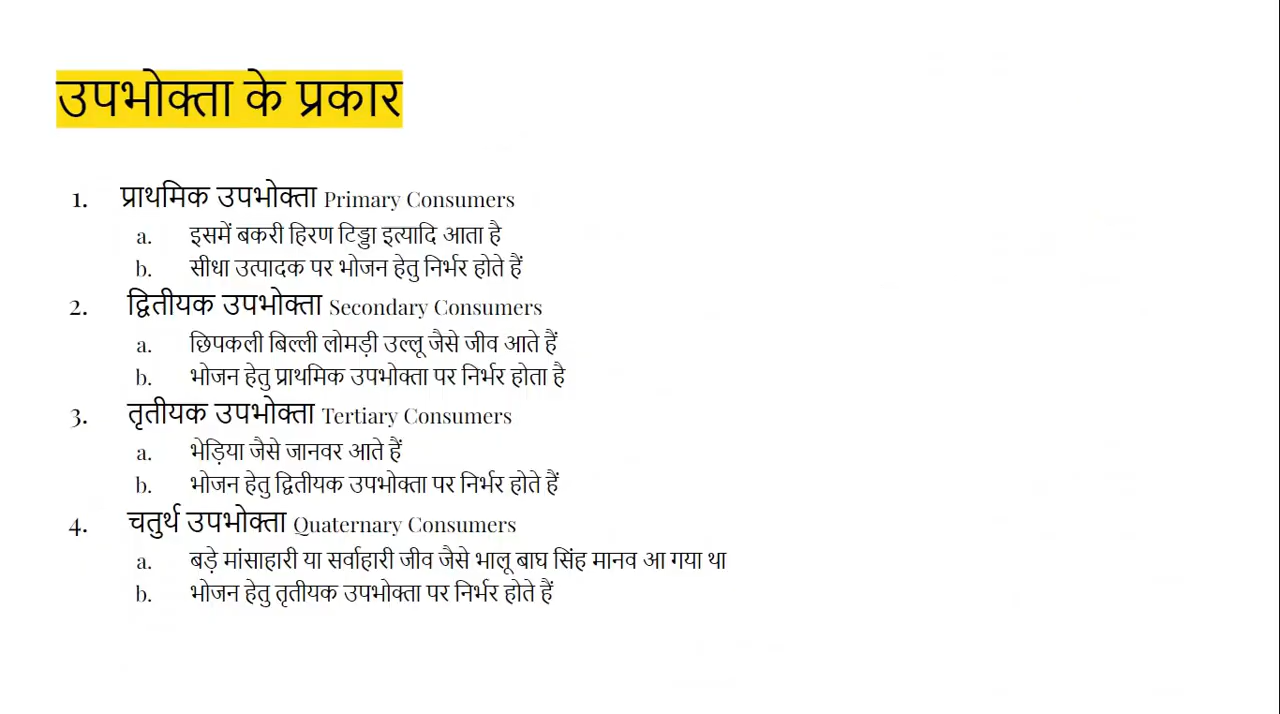 उपभोक्ता के प्रकार
1. प्राथमिक उपभोक्ता Primary Consumers
a. इसमें बकरी हिरण टिड्डा इत्यादि आता है
b. सीधा उत्पादक पर भोजन हेतु निर्भर होते हैं
2. द्वितीयक उपभोक्ता Secondary Consumers
a. छिपकली बिल्ली लोमड़ी उल्लू जैसे जीव आते हैं
b. भोजन हेतु प्राथमिक उपभोक्ता पर निर्भर होता है
3. तृतीयक उपभोक्ता Tertiary Consumers
a. भेड़िया जैसे जानवर आते हैं
b. भोजन हेतु द्वितीयक उपभोक्ता पर निर्भर होते हैं
4. चतुर्थ उपभोक्ता Quaternary Consumers
a. बड़े मांसाहारी या सर्वाहारी जीव जैसे भालू बाघ सिंह मानव आ गया था
b. भोजन हेतु तृतीयक उपभोक्ता पर निर्भर होते हैं